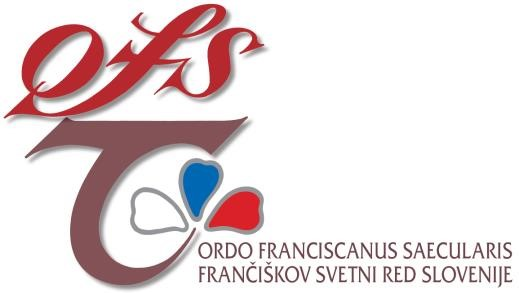 ofs
ORDO FRANCISCANUS SAECULARIS
FRANČIŠKOV SVETNI RED SLOVENIJE